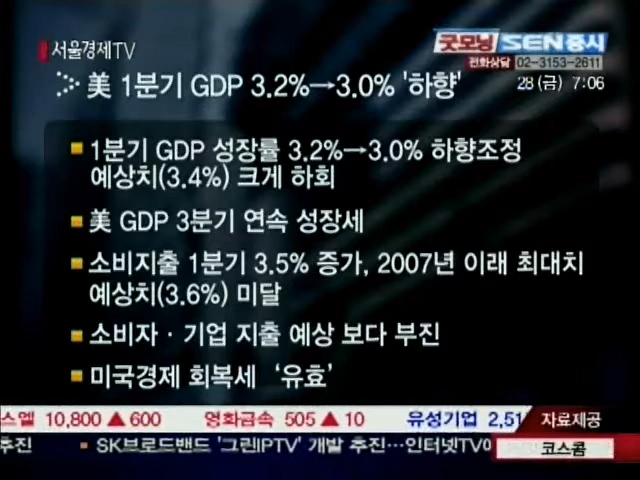 서울경제TV
굿모닝 SEN증시
전화상담 02-3153-2611
美 1분기 GDP 3.2%→3.0% '하향'
28(금) 7:06
1분기 GDP 성장률 3.2%→3.0% 하향조정
예상치(3.4%) 크게 하회
美 GDP 3분기 연속 성장세
소비지출 1분기 3.5% 증가, 2007년 이래 최대치
예상치(3.6%) 미달
소비자·기업 지출 예상 보다 부진
미국경제 회복세 ‘유효’
스엘 10,800 ▲600 영화금속 505 ▲10 유성기업 2,51
자료제공
추진 ▪ SK브로드밴드 '그린IPTV' 개발 추진…인터넷TV에
코스콤